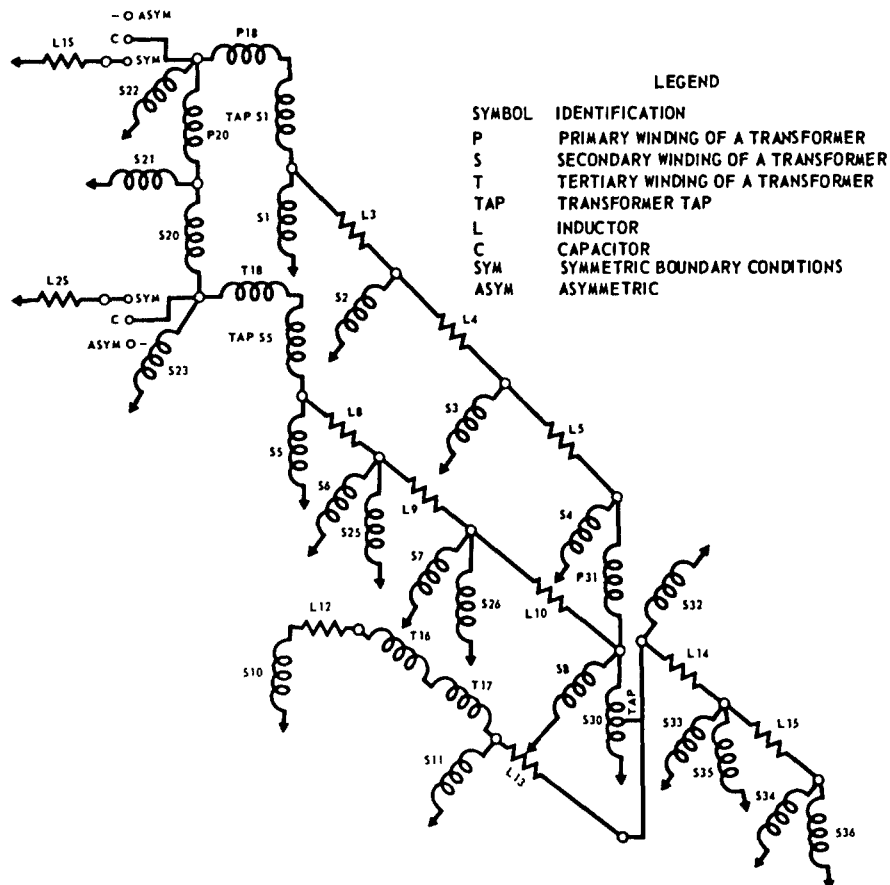 - ASYM
C
L1S
SYM
P18
S22
P20
TAP S1
S21
S1
L3
S20
T18
S2
L4
L2S
SYM
C
ASYM -
S23
TAP S5
S3
L5
L8
S5
S6
S25
L9
S4
S7
S26
P31
S32
L10
L12
T16
S10
T17
S8
S30
TAP
L14
S11
L13
S33
S35
L15
S34
S36
LEGEND
SYMBOL IDENTIFICATION
P PRIMARY WINDING OF A TRANSFORMER
S SECONDARY WINDING OF A TRANSFORMER
T TERTIARY WINDING OF A TRANSFORMER
TAP TRANSFORMER TAP
L INDUCTOR
C CAPACITOR
SYM SYMMETRIC BOUNDARY CONDITIONS
ASYM ASYMMETRIC